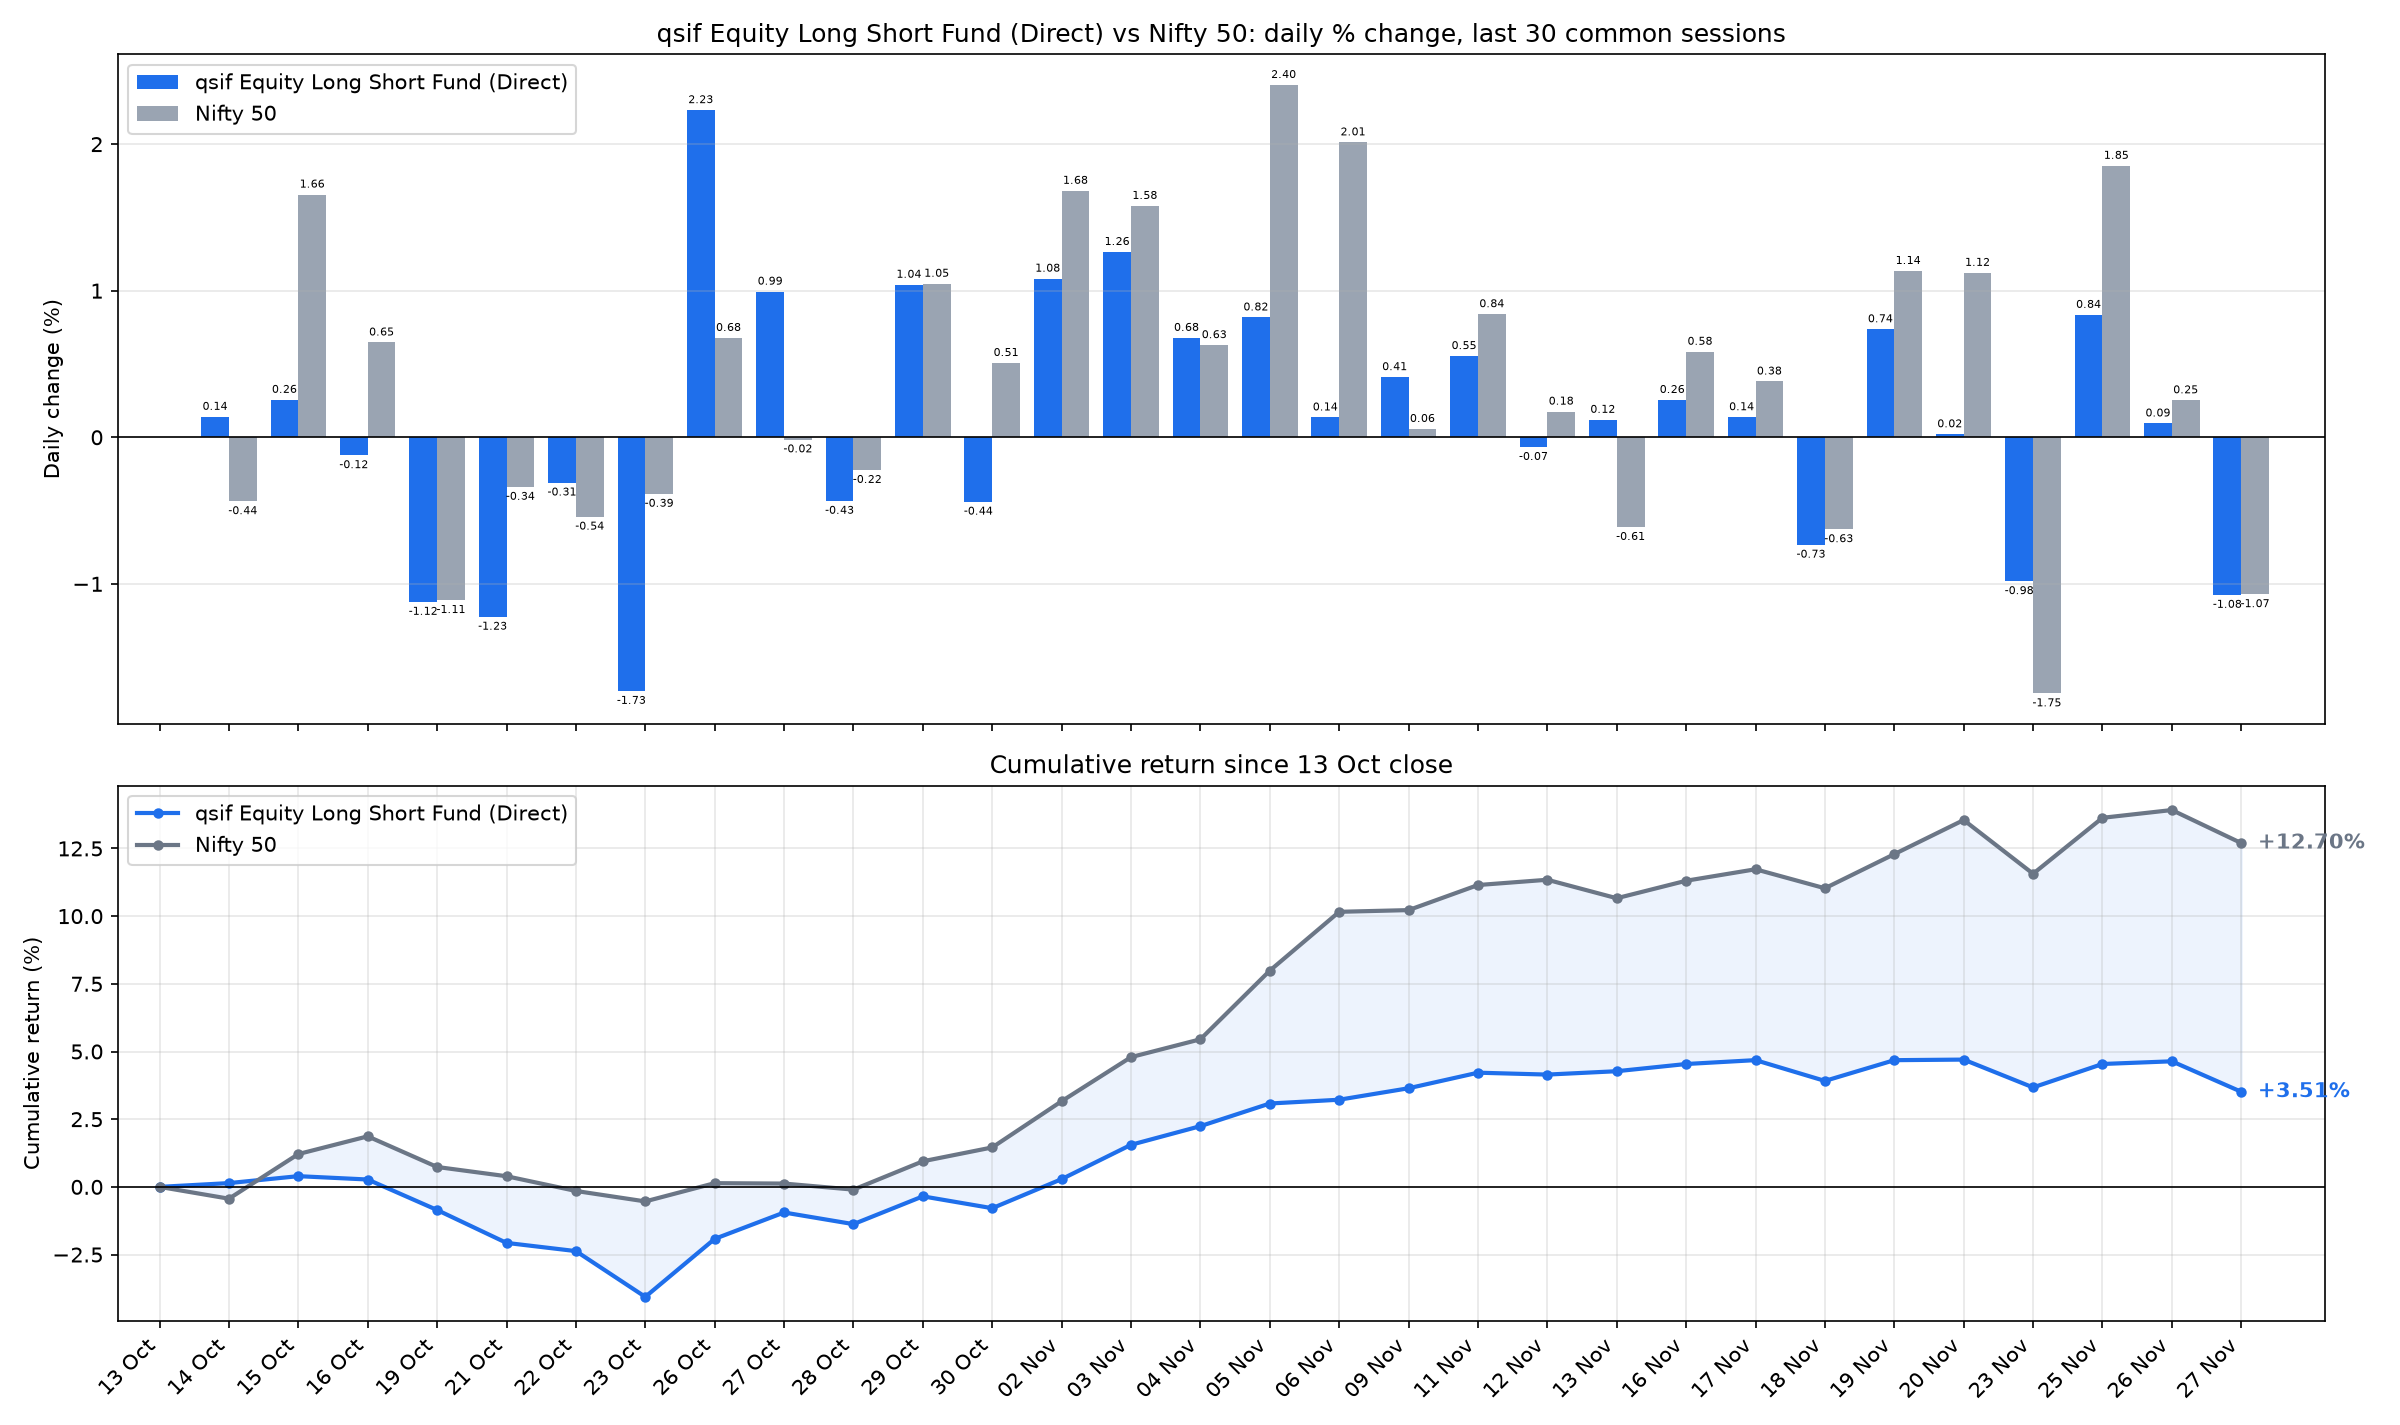 qsif Equity Long Short Fund (Direct) vs Nifty 50: daily % change, last 30 common sessions
qsif Equity Long Short Fund (Direct)
Nifty 50
Daily change (%)
2
1
0
−1
0.14
-0.44
0.26
1.66
-0.12
0.65
-1.12
-1.11
-1.23
-0.34
-0.31
-0.54
-1.73
-0.39
2.23
0.68
0.99
-0.02
-0.43
-0.22
1.04
1.05
-0.44
0.51
1.08
1.68
1.26
1.58
0.68
0.63
0.82
2.40
0.14
2.01
0.41
0.06
0.55
0.84
-0.07
0.18
0.12
-0.61
0.26
0.58
0.14
0.38
-0.73
-0.63
0.74
1.14
0.02
1.12
-0.98
-1.75
0.84
1.85
0.09
0.25
-1.08
-1.07
Cumulative return since 13 Oct close
qsif Equity Long Short Fund (Direct)
Nifty 50
Cumulative return (%)
12.5
10.0
7.5
5.0
2.5
0.0
−2.5
+12.70%
+3.51%
13 Oct
14 Oct
15 Oct
16 Oct
19 Oct
21 Oct
22 Oct
23 Oct
26 Oct
27 Oct
28 Oct
29 Oct
30 Oct
02 Nov
03 Nov
04 Nov
05 Nov
06 Nov
09 Nov
11 Nov
12 Nov
13 Nov
16 Nov
17 Nov
18 Nov
19 Nov
20 Nov
23 Nov
25 Nov
26 Nov
27 Nov